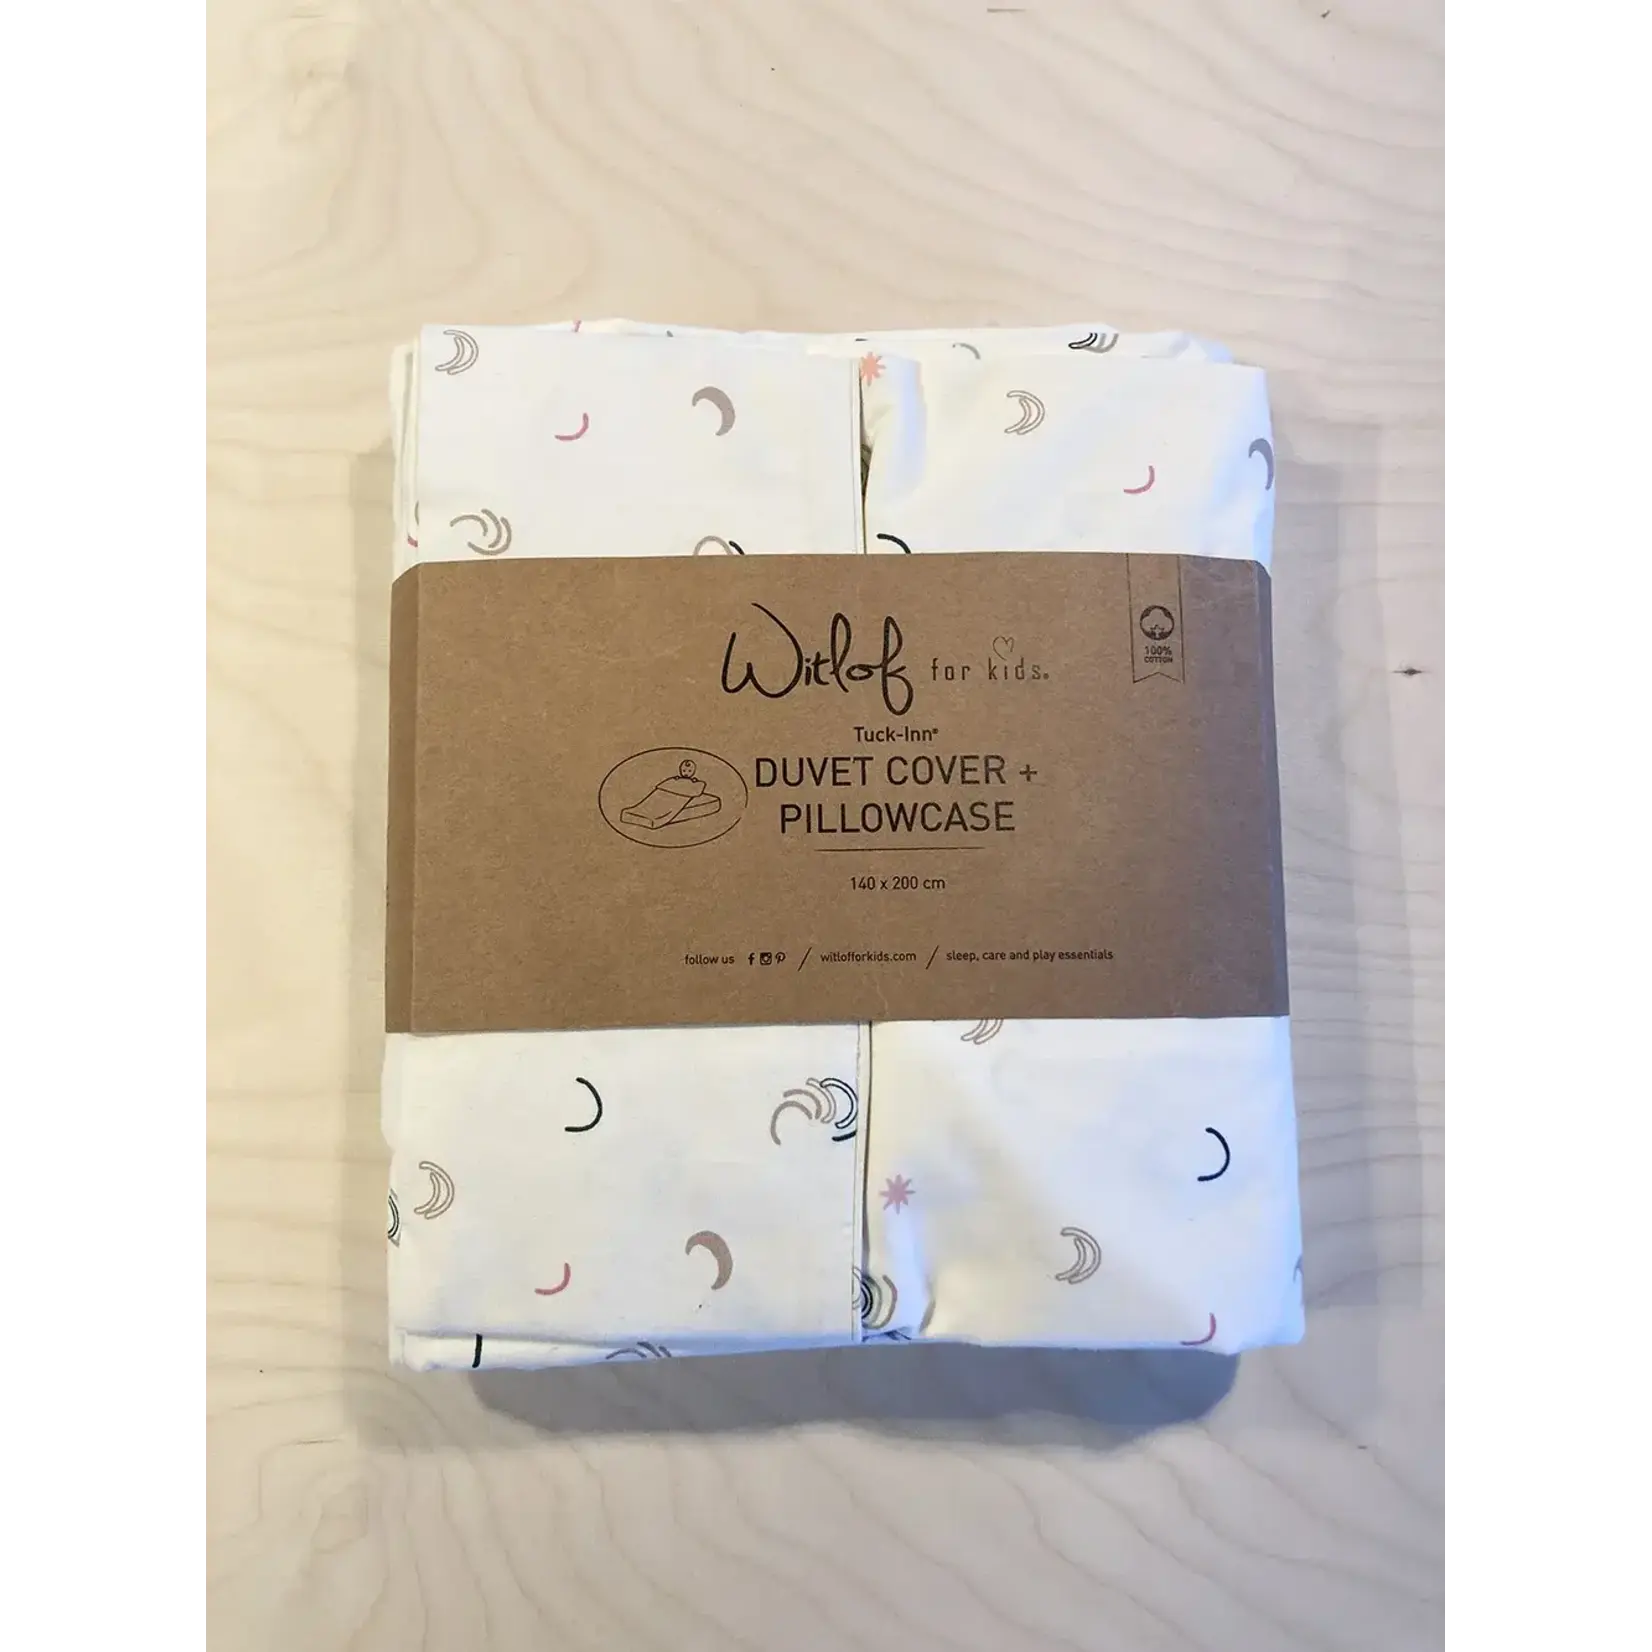 Witlof for kids®
100%
COTTON
Tuck-Inn®
DUVET COVER +
PILLOWCASE
140 x 200 cm
follow us / witlofforkids.com / sleep, care and play essentials